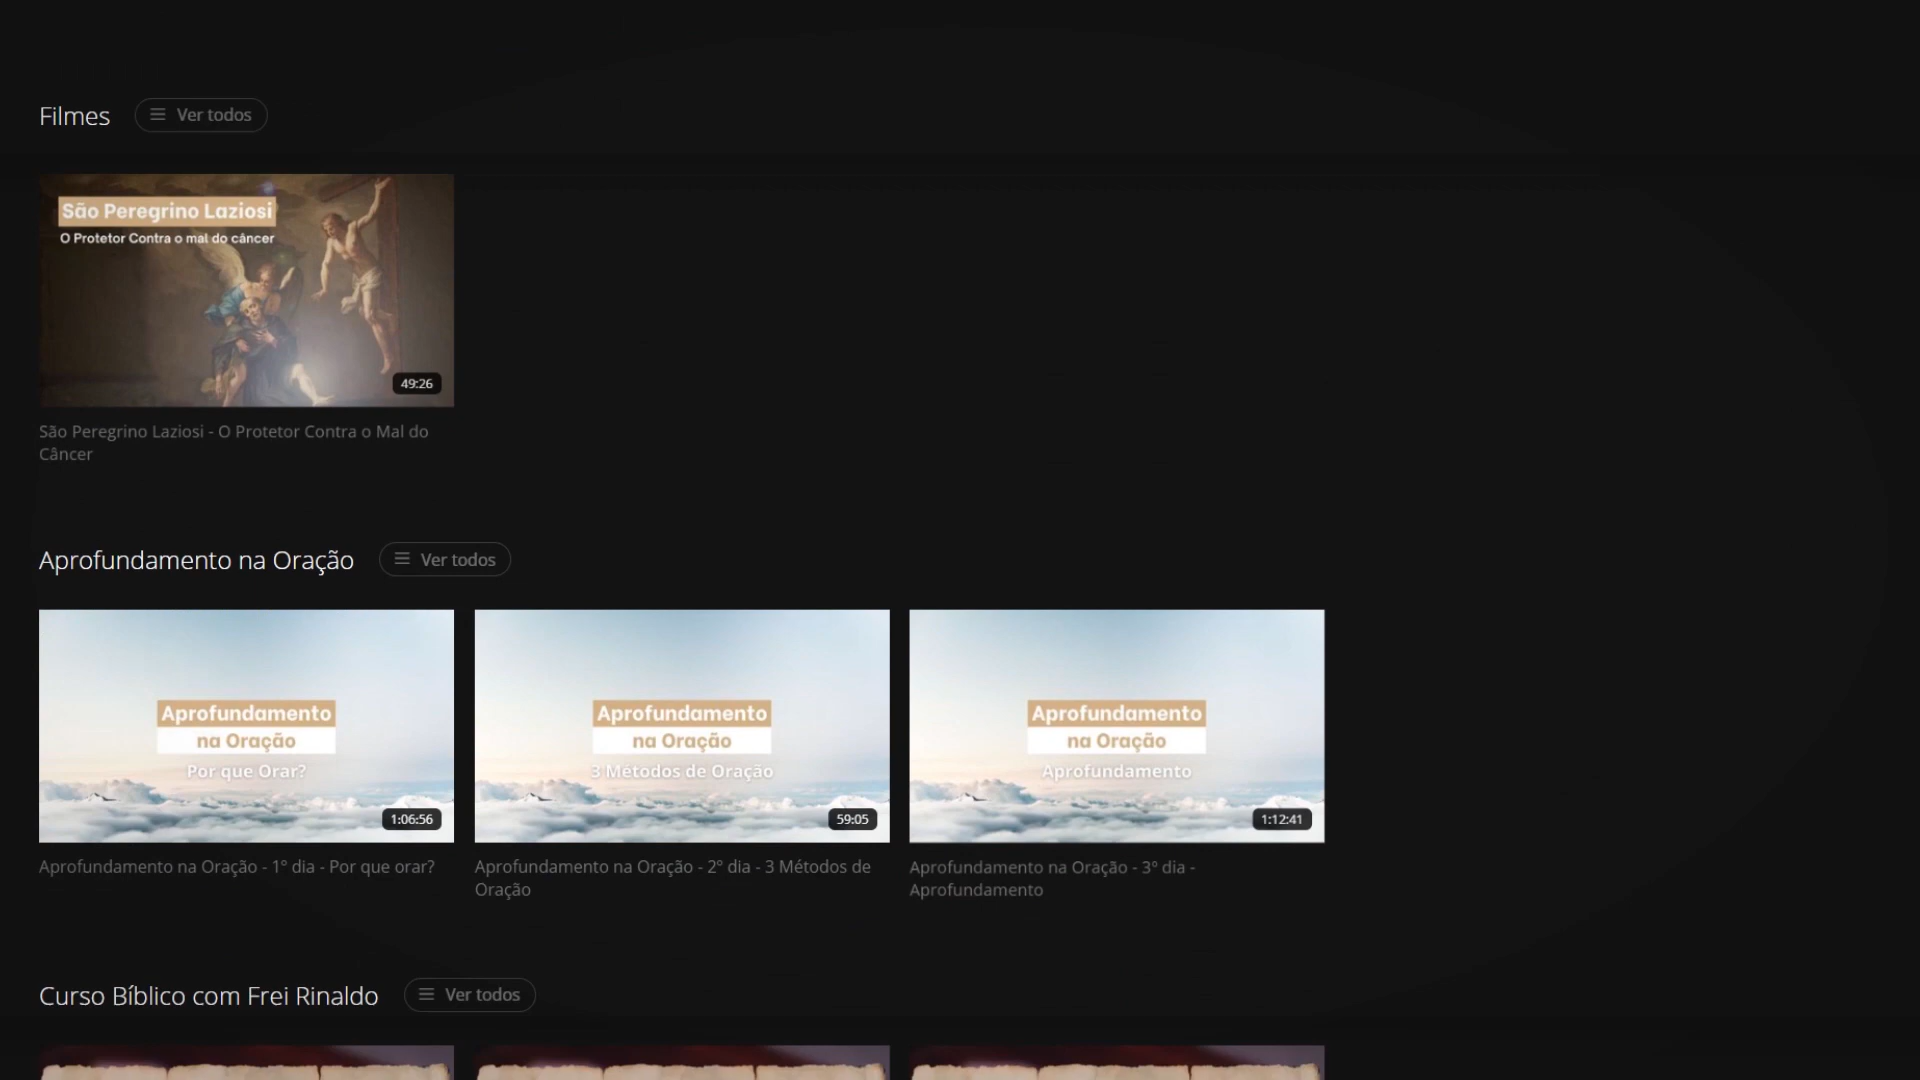 Filmes
Ver todos
São Peregrino Laziosi
O Protetor Contra o mal do câncer
49:26
São Peregrino Laziosi - O Protetor Contra o Mal do
Câncer
Aprofundamento na Oração
Ver todos
Aprofundamento
na Oração
Por que Orar?
1:06:56
Aprofundamento na Oração - 1º dia - Por que orar?
Aprofundamento
na Oração
3 Métodos de Oração
59:05
Aprofundamento na Oração - 2º dia - 3 Métodos de
Oração
Aprofundamento
na Oração
Aprofundamento
1:12:41
Aprofundamento na Oração - 3º dia -
Aprofundamento
Curso Bíblico com Frei Rinaldo
Ver todos